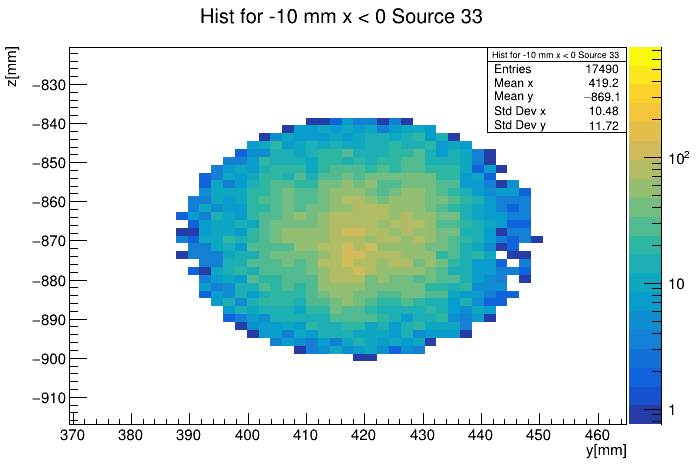 Hist for -10 mm x < 0 Source 33
z[mm]
Hist for -10 mm x < 0 Source 33
Entries 17490
Mean x 419.2
Mean y −869.1
Std Dev x 10.48
Std Dev y 11.72
−830
−840
−850
−860
−870
−880
−890
−900
−910
10²
10
1
370 380 390 400 410 420 430 440 450 460
y[mm]